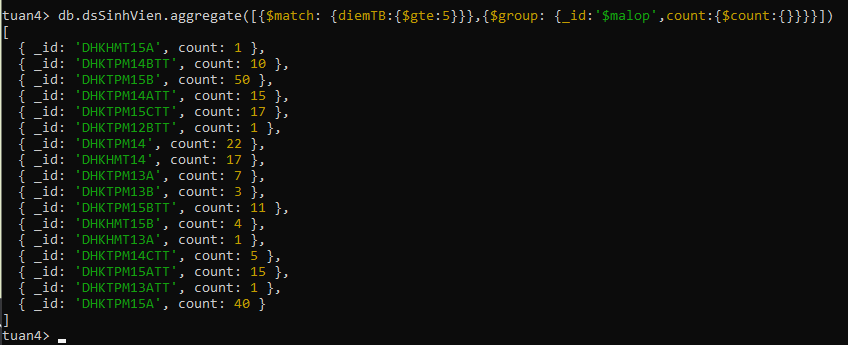 tuan4> db.dsSinhVien.aggregate([{$match: {diemTB:{$gte:5}}},{$group: {_id:'$malop',count:{$count:{}}}}])
[
  { _id: 'DHKHMT15A', count: 1 },
  { _id: 'DHKTPM14BTT', count: 10 },
  { _id: 'DHKTPM15B', count: 50 },
  { _id: 'DHKTPM14ATT', count: 15 },
  { _id: 'DHKTPM15CTT', count: 17 },
  { _id: 'DHKTPM12BTT', count: 1 },
  { _id: 'DHKTPM14', count: 22 },
  { _id: 'DHKHMT14', count: 17 },
  { _id: 'DHKTPM13A', count: 7 },
  { _id: 'DHKTPM13B', count: 3 },
  { _id: 'DHKTPM15BTT', count: 11 },
  { _id: 'DHKHMT15B', count: 4 },
  { _id: 'DHKHMT13A', count: 1 },
  { _id: 'DHKTPM14CTT', count: 5 },
  { _id: 'DHKTPM15ATT', count: 15 },
  { _id: 'DHKTPM13ATT', count: 1 },
  { _id: 'DHKTPM15A', count: 40 }
]
tuan4>